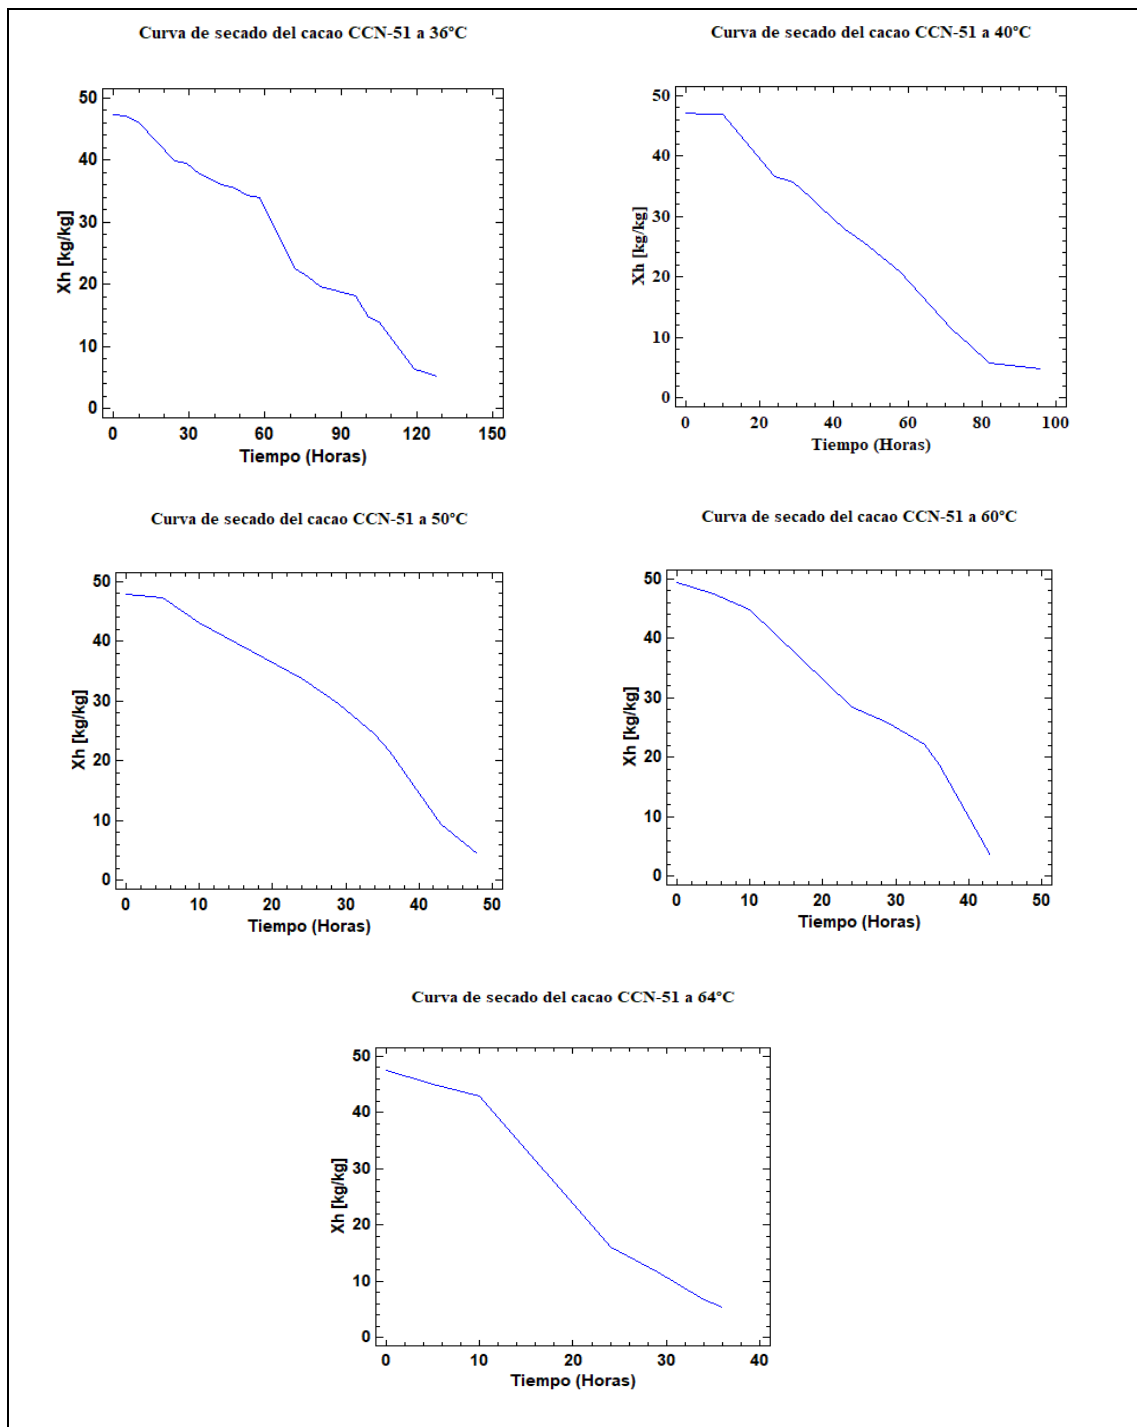 Curva de secado del cacao CCN-51 a 36ºC
50
40
30
20
10
0
Xh [kg/kg]
0 30 60 90 120 150
Tiempo (Horas)
Curva de secado del cacao CCN-51 a 40ºC
50
40
30
20
10
0
Xh [kg/kg]
0 20 40 60 80 100
Tiempo (Horas)
Curva de secado del cacao CCN-51 a 50ºC
50
40
30
20
10
0
Xh [kg/kg]
0 10 20 30 40 50
Tiempo (Horas)
Curva de secado del cacao CCN-51 a 60ºC
50
40
30
20
10
0
Xh [kg/kg]
0 10 20 30 40 50
Tiempo (Horas)
Curva de secado del cacao CCN-51 a 64ºC
50
40
30
20
10
0
Xh [kg/kg]
0 10 20 30 40
Tiempo (Horas)